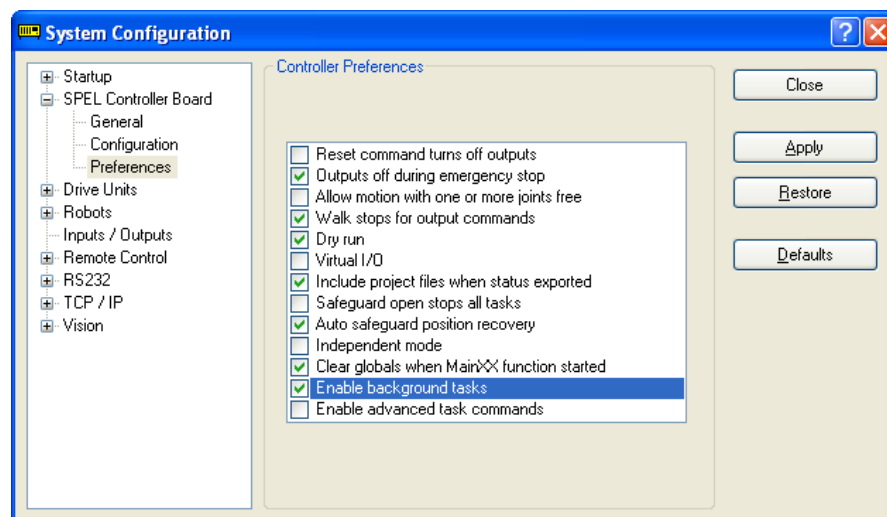 System Configuration
Startup
SPEL Controller Board
General
Configuration
Preferences
Drive Units
Robots
Inputs / Outputs
Remote Control
RS232
TCP / IP
Vision
Controller Preferences
Reset command turns off outputs
Outputs off during emergency stop
Allow motion with one or more joints free
Walk stops for output commands
Dry run
Virtual I/O
Include project files when status exported
Safeguard open stops all tasks
Auto safeguard position recovery
Independent mode
Clear globals when MainXX function started
Enable background tasks
Enable advanced task commands
Close
Apply
Restore
Defaults